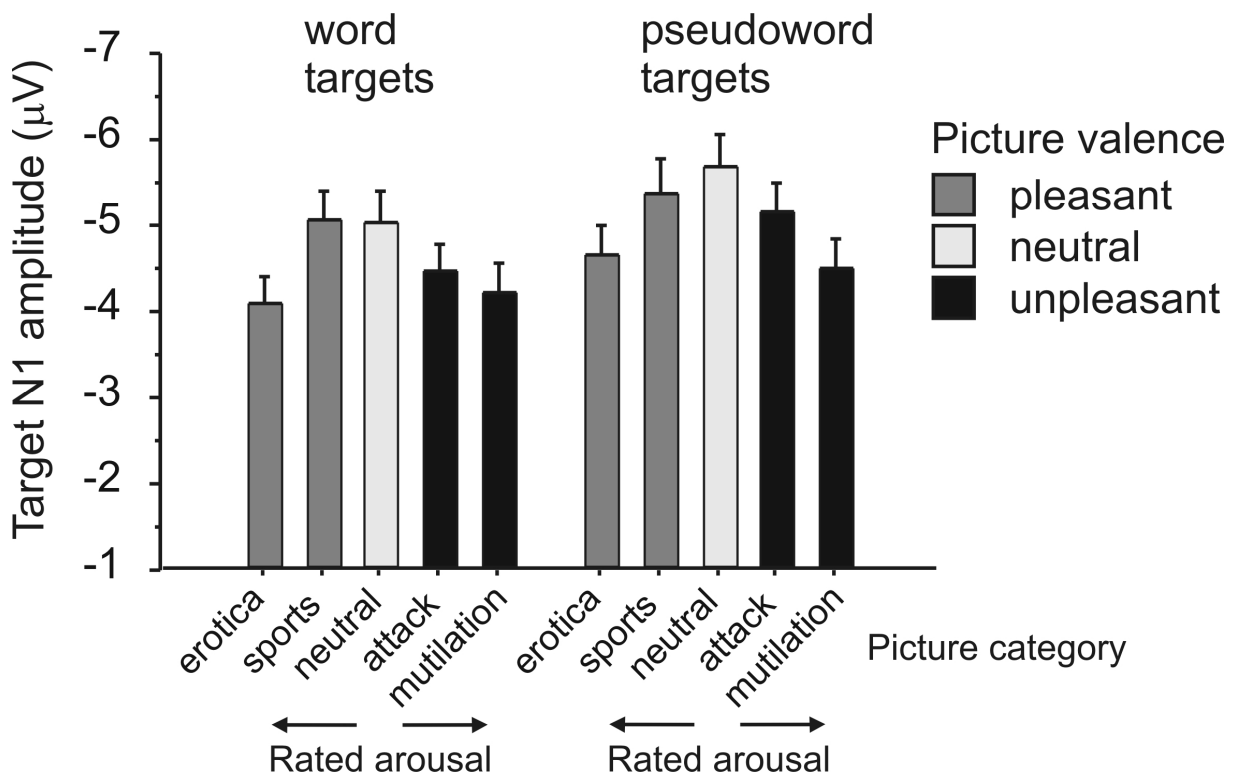 word
targets
pseudoword
targets
Target N1 amplitude (µV)
-7
-6
-5
-4
-3
-2
-1
Picture valence
pleasant
neutral
unpleasant
erotica
sports
neutral
attack
mutilation
erotica
sports
neutral
attack
mutilation
Picture category
Rated arousal
Rated arousal